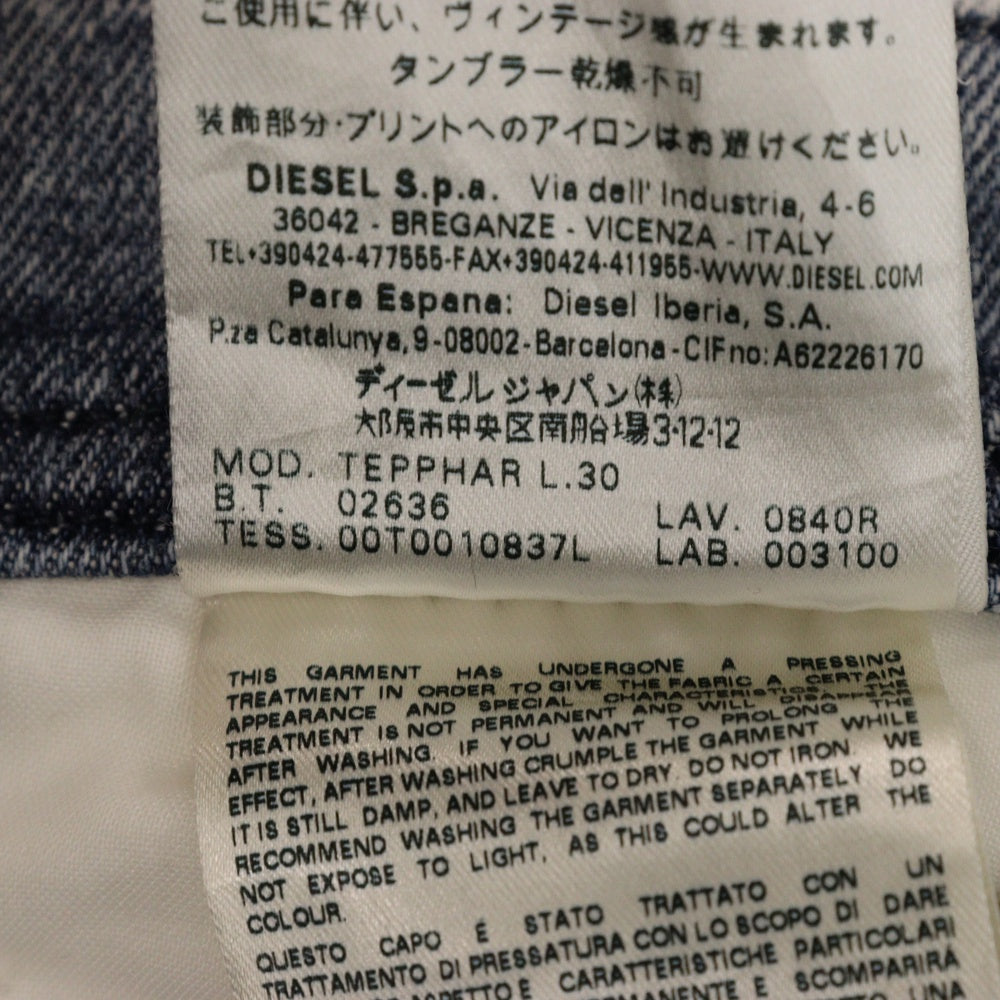 ご使用に伴い、ヴィンテージ感が生まれます。
タンブラー乾燥不可
装飾部分・プリントへのアイロンはお避けください。
DIESEL S.p.a. Via dell' Industria, 4-6
36042 - BREGANZE - VICENZA - ITALY
TEL+390424-477555-FAX+390424-411955-WWW.DIESEL.COM
Para Espana: Diesel Iberia, S.A.
P.za Catalunya, 9-08002-Barcelona-CIFno:A62226170
ディーゼルジャパン(株)
大阪市中央区南船場3-12-12
MOD. TEPPHAR L.30
B.T. 02636 LAV. 0840R
TESS. 00T0010837L LAB. 003100
THIS GARMENT HAS UNDERGONE A PRESSING
TREATMENT IN ORDER TO GIVE THE FABRIC A CERTAIN
APPEARANCE AND SPECIAL CHARACTERISTICS. THE
TREATMENT IS NOT PERMANENT AND WILL DISAPPEAR
AFTER WASHING. IF YOU WANT TO PROLONG THE
EFFECT, AFTER WASHING CRUMPLE THE GARMENT WHILE
IT IS STILL DAMP, AND LEAVE TO DRY. DO NOT IRON. WE
RECOMMEND WASHING THE GARMENT SEPARATELY DO
NOT EXPOSE TO LIGHT, AS THIS COULD ALTER THE
COLOUR.
QUESTO CAPO É STATO TRATTATO CON UN
TRATTAMENTO DI PRESSATURA CON LO SCOPO DI DARE
ASPETTO E CARATTERISTICHE PARTICOLARI
PERMANENTE E SCOMPARIRÀ
UNA